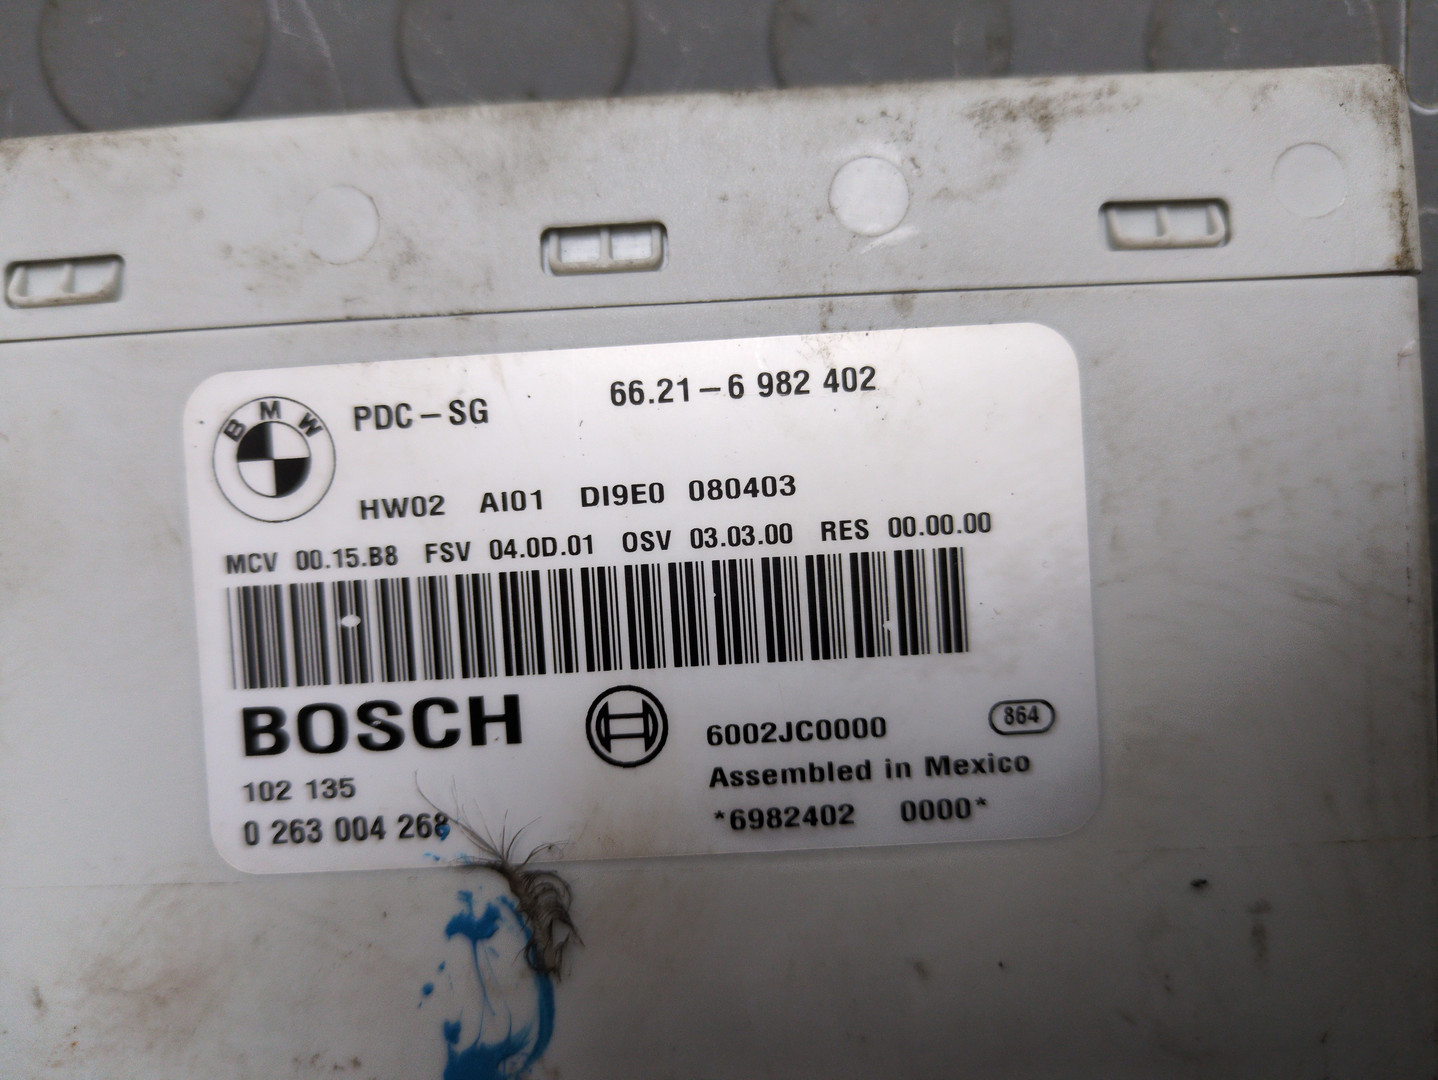 BMW
PDC-SG 66.21-6 982 402
HW02 AI01 DI9E0 080403
MCV 00.15.B8 FSV 04.0D.01 OSV 03.03.00 RES 00.00.00
BOSCH
6002JC0000 864
Assembled in Mexico
102 135
0 263 004 268
*6982402 0000*